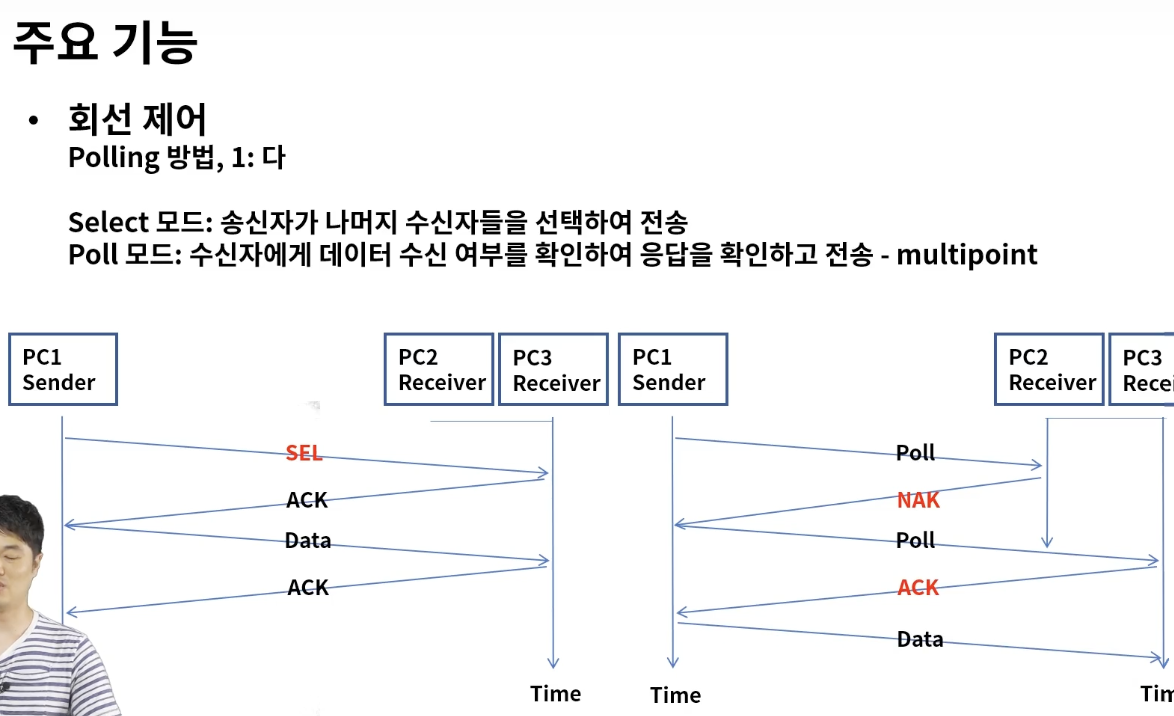 주요 기능
• 회선 제어
Polling 방법, 1: 다
Select 모드: 송신자가 나머지 수신자들을 선택하여 전송
Poll 모드: 수신자에게 데이터 수신 여부를 확인하여 응답을 확인하고 전송 - multipoint
PC1
Sender
PC2
Receiver
PC3
Receiver
PC1
Sender
PC2
Receiver
PC3
Recei
SEL
ACK
Data
ACK
Time
Poll
NAK
Poll
ACK
Data
Time
Tim